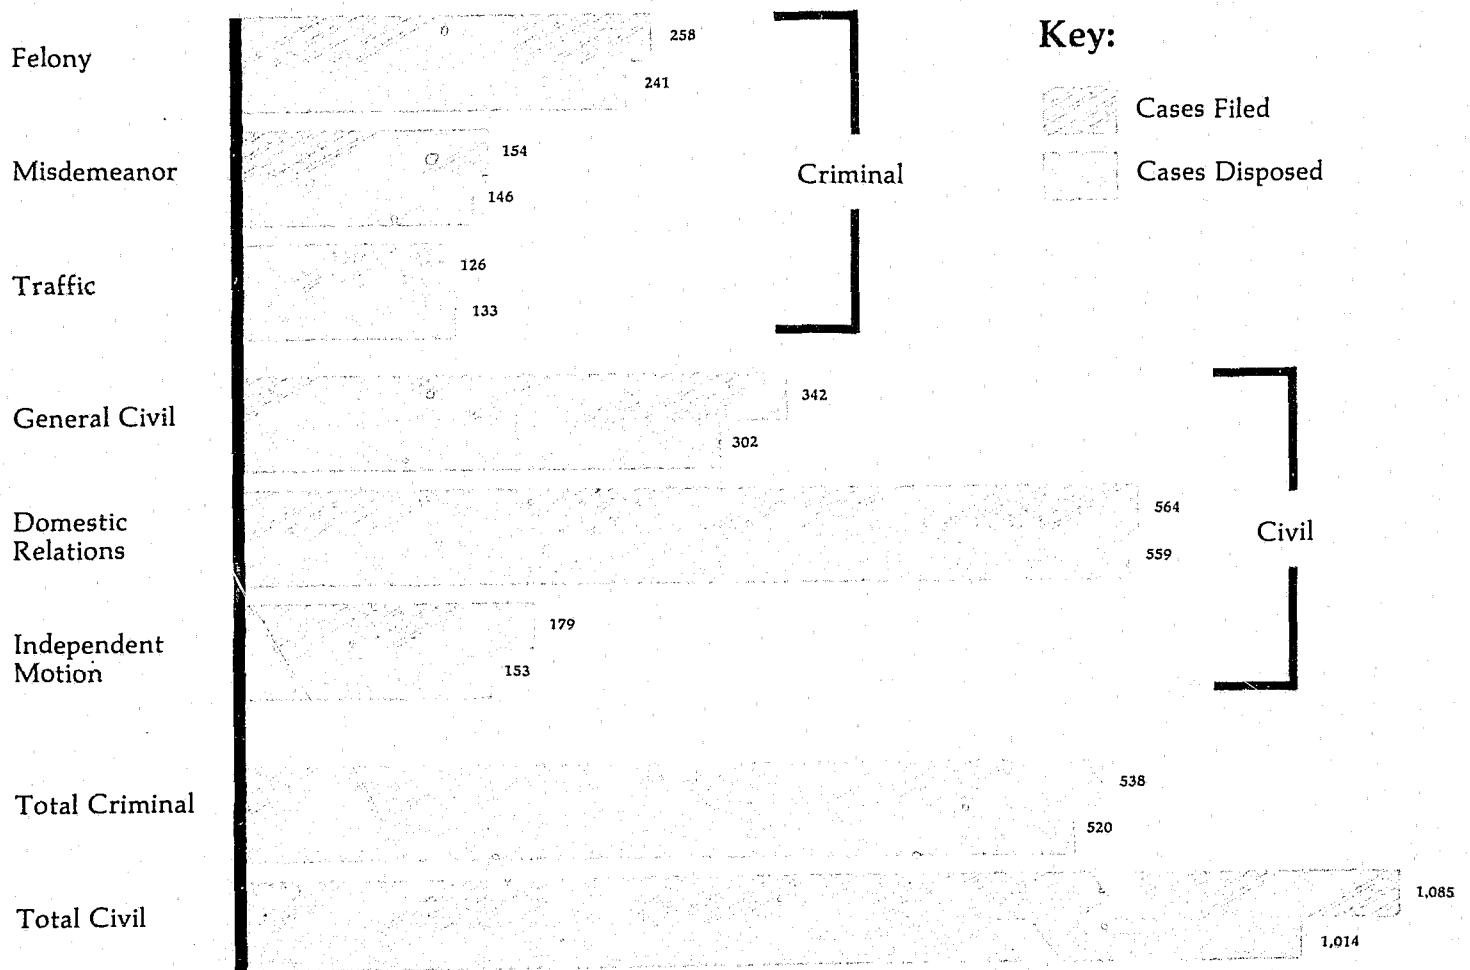 Key:
Cases Filed
Cases Disposed
Felony
258
241
Misdemeanor
154
146
Traffic
126
133
Criminal
General Civil
342
302
Domestic
Relations
564
559
Independent
Motion
179
153
Civil
Total Criminal
538
520
Total Civil
1,085
1,014